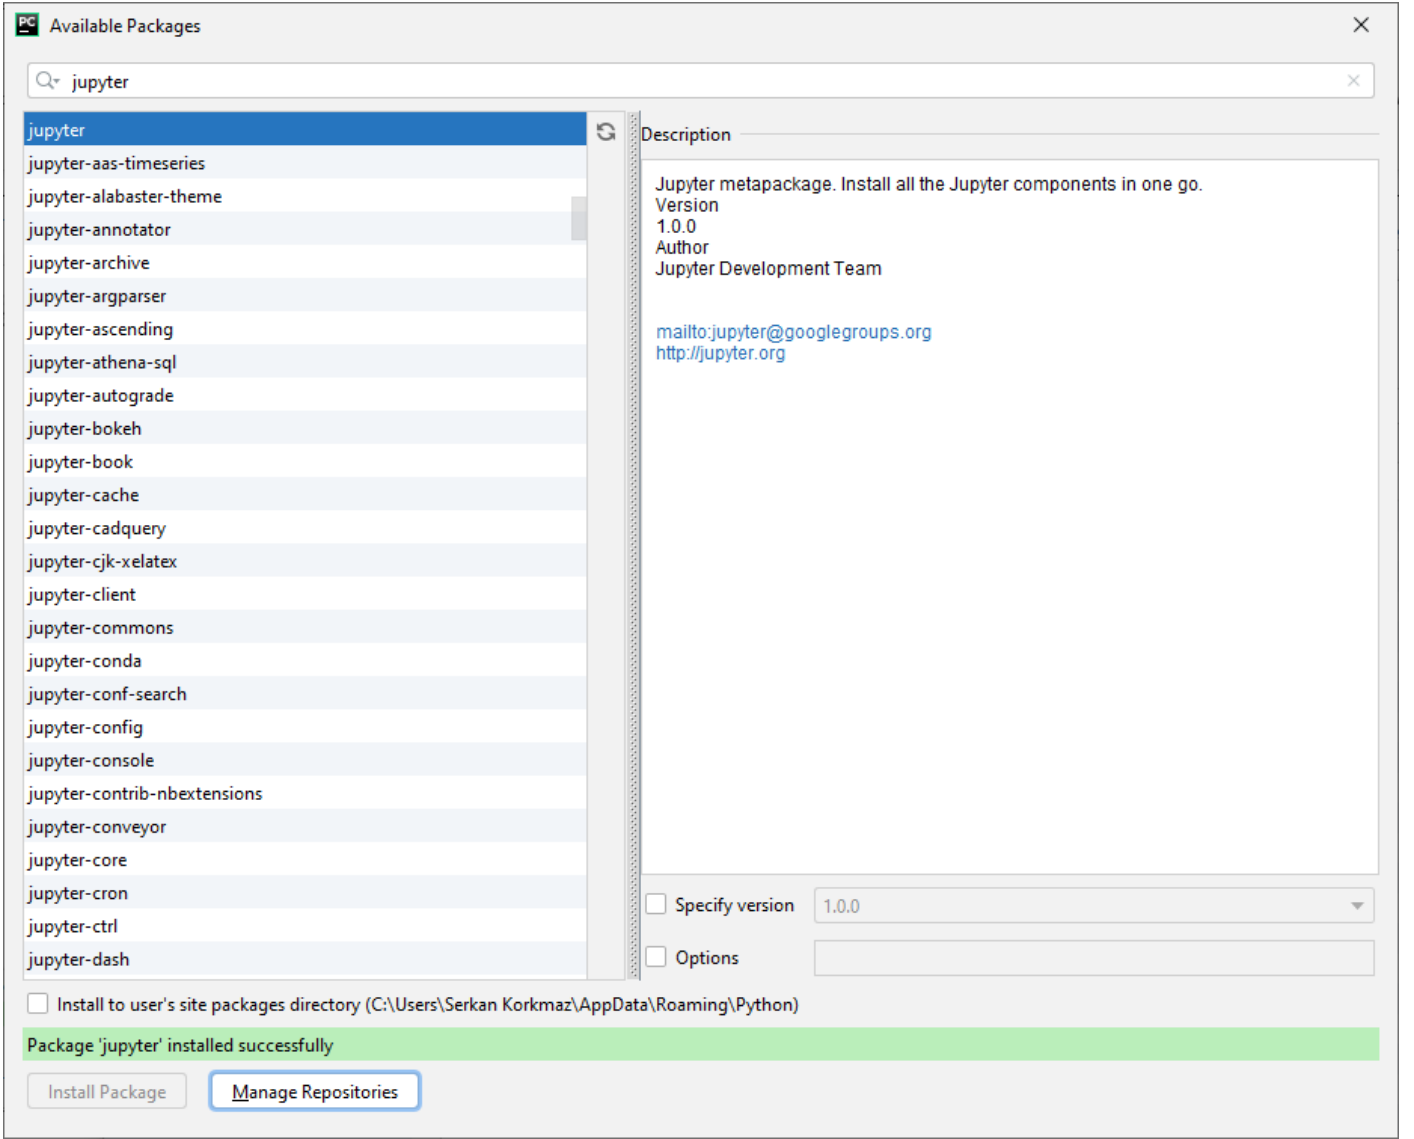 PC
Available Packages
jupyter
jupyter
jupyter-aas-timeseries
jupyter-alabaster-theme
jupyter-annotator
jupyter-archive
jupyter-argparser
jupyter-ascending
jupyter-athena-sql
jupyter-autograde
jupyter-bokeh
jupyter-book
jupyter-cache
jupyter-cadquery
jupyter-cjk-xelatex
jupyter-client
jupyter-commons
jupyter-conda
jupyter-conf-search
jupyter-config
jupyter-console
jupyter-contrib-nbextensions
jupyter-conveyor
jupyter-core
jupyter-cron
jupyter-ctrl
jupyter-dash
Description
Jupyter metapackage. Install all the Jupyter components in one go.
Version
1.0.0
Author
Jupyter Development Team
mailto:jupyter@googlegroups.org
http://jupyter.org
Specify version 1.0.0
Options
Install to user's site packages directory (C:\Users\Serkan Korkmaz\AppData\Roaming\Python)
Package 'jupyter' installed successfully
Install Package Manage Repositories